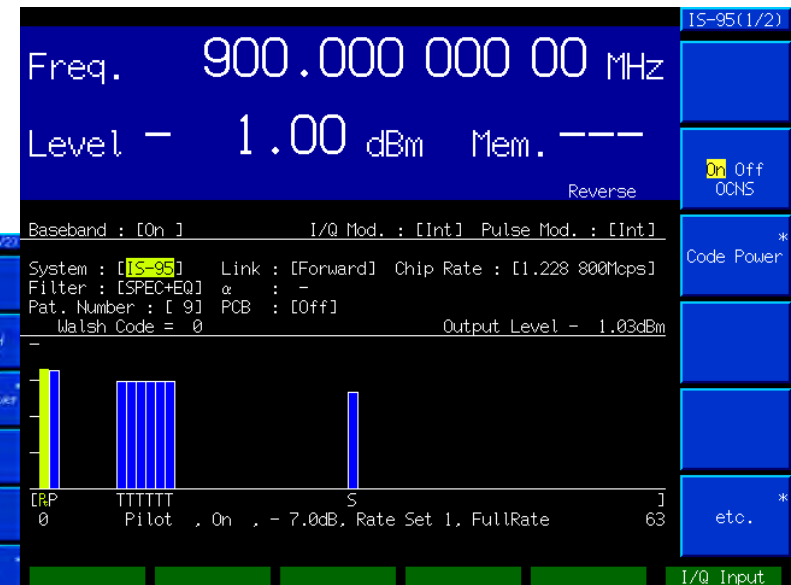 IS-95(1/2)
Freq. 900.000 000 00 MHz
Level - 1.00 dBm Mem.---
Reverse
On Off
OCNS
Baseband : [On ] I/Q Mod. : [Int] Pulse Mod. : [Int]
*
Code Power
System : [IS-95] Link : [Forward] Chip Rate : [1.228 800Mcps]
Filter : [SPEC+EQ] α : -
Pat. Number : [ 9] PCB : [Off]
Walsh Code = 0 Output Level - 1.03dBm
[ P TTTTTT S ]
0 Pilot , On , - 7.0dB, Rate Set 1, FullRate 63
*
etc.
I/Q Input